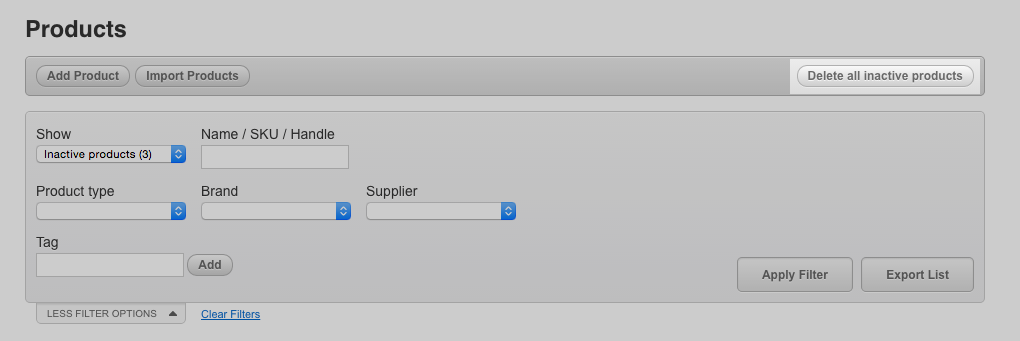 Products
Add Product Import Products Delete all inactive products
Show Name / SKU / Handle
Inactive products (3)
Product type Brand Supplier
Tag
Add
Apply Filter Export List
LESS FILTER OPTIONS Clear Filters